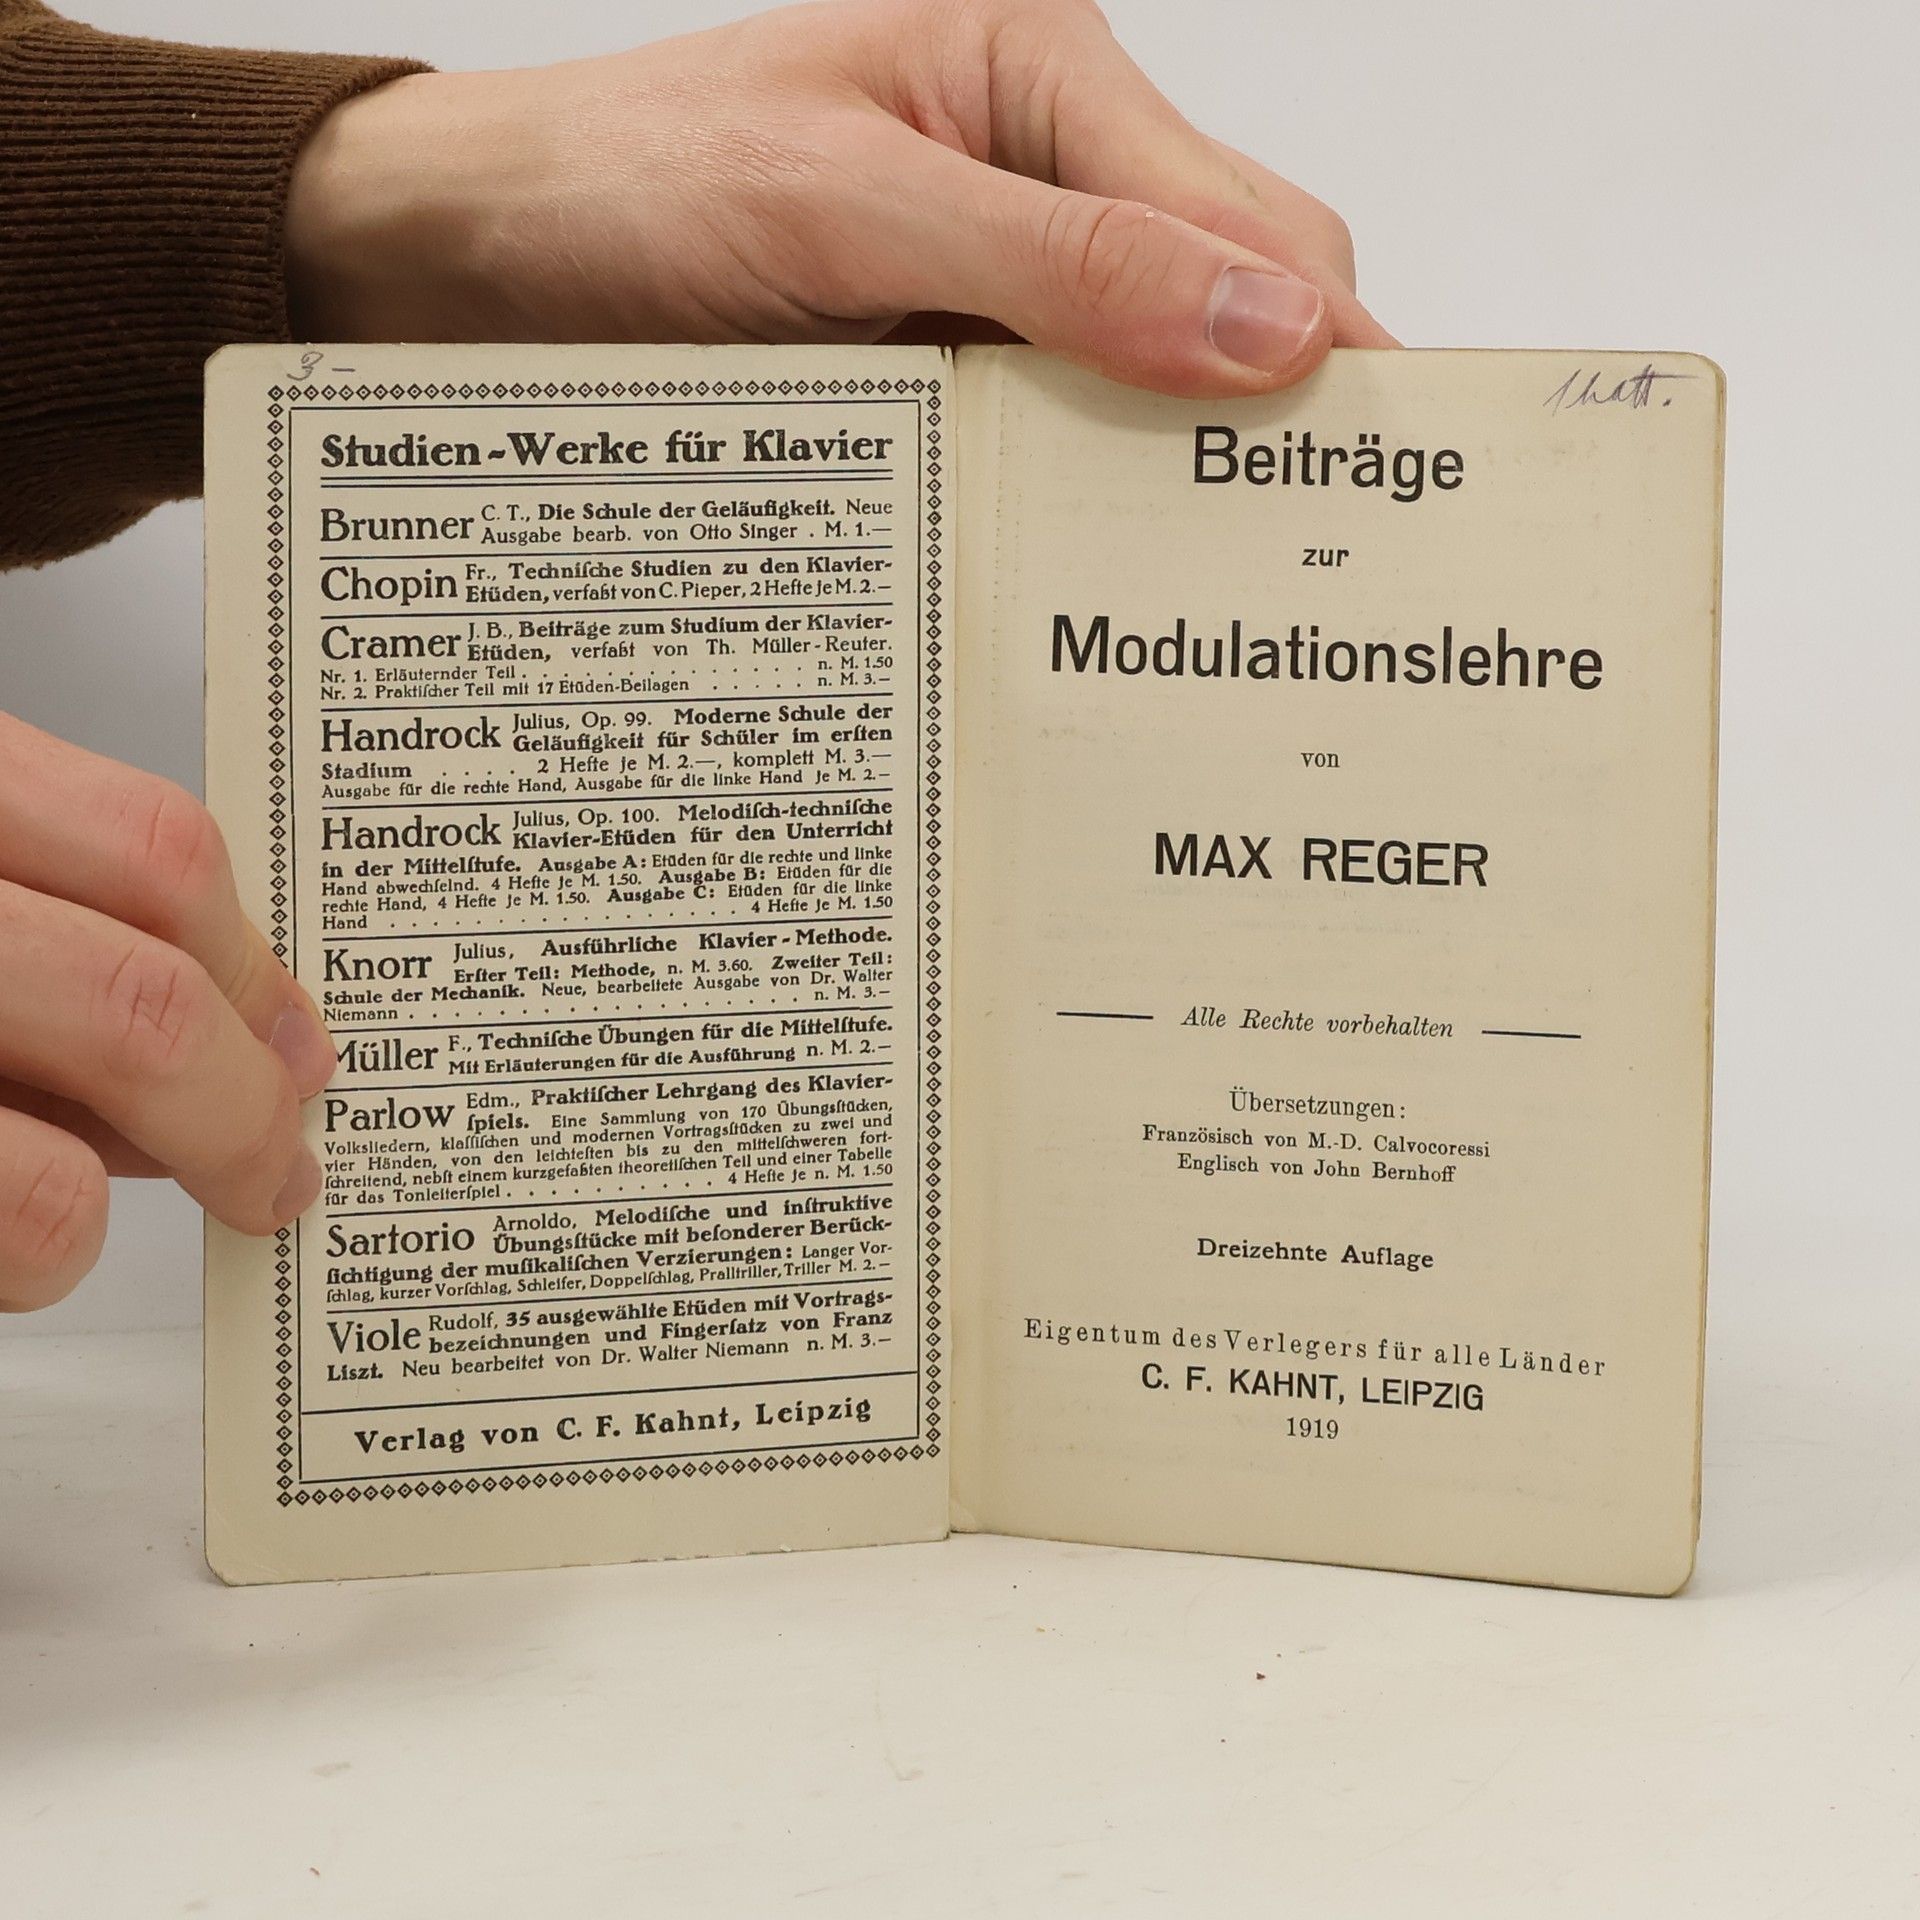 3 –
Studien-Werke für Klavier
Brunner C. T., Die Schule der Geläufigkeit. Neue
Ausgabe bearb. von Otto Singer . M. 1.—
Chopin Fr., Techniſche Studien zu den Klavier-
Etüden, verfaßt von C. Pieper, 2 Hefte je M. 2.—
Cramer J. B., Beiträge zum Studium der Klavier-
Etüden, verfaßt von Th. Müller-Reuter.
Nr. 1. Erläuternder Teil . . . . . . . . . . . . n. M. 1.50
Nr. 2. Praktiſcher Teil mit 17 Etüden-Beilagen . . . . . n. M. 3.—
Handrock Julius, Op. 99. Moderne Schule der
Geläufigkeit für Schüler im erſten
Stadium . . . . 2 Hefte je M. 2.—, komplett M. 3.—
Ausgabe für die rechte Hand, Ausgabe für die linke Hand je M. 2.—
Handrock Julius, Op. 100. Melodiſch-techniſche
Klavier-Etüden für den Unterricht
in der Mittelſtufe. Ausgabe A: Etüden für die rechte und linke
Hand abwechſelnd. 4 Hefte je M. 1.50. Ausgabe B: Etüden für die
rechte Hand, 4 Hefte je M. 1.50. Ausgabe C: Etüden für die linke
Hand . . . . . . . . . . . . . . . . 4 Hefte je M. 1.50
Knorr Julius, Ausführliche Klavier-Methode.
Erſter Teil: Methode, n. M. 3.60. Zweiter Teil:
Schule der Mechanik. Neue, bearbeitete Ausgabe von Dr. Walter
Niemann . . . . . . . . . . . . . . . n. M. 3.—
Müller F., Techniſche Übungen für die Mittelſtufe.
Mit Erläuterungen für die Ausführung n. M. 2.—
Parlow Edm., Praktiſcher Lehrgang des Klavier-
ſpiels. Eine Sammlung von 170 Übungsſtücken,
Volksliedern, klaſſiſchen und modernen Vortragsſtücken zu zwei und
vier Händen, von den leichteſten bis zu den mittelſchweren fort-
ſchreitend, nebſt einem kurzgefaßten theoretiſchen Teil und einer Tabelle
für das Tonleiterſpiel . . . . . . . . . . 4 Hefte je n. M. 1.50
Sartorio Arnoldo, Melodiſche und inſtruktive
Übungsſtücke mit beſonderer Berück-
ſichtigung der muſikaliſchen Verzierungen: Langer Vor-
ſchlag, kurzer Vorſchlag, Schleifer, Doppelſchlag, Pralltriller, Triller M. 2.—
Viole Rudolf, 35 ausgewählte Etüden mit Vortrags-
bezeichnungen und Fingerſatz von Franz
Liszt. Neu bearbeitet von Dr. Walter Niemann n. M. 3.—
Verlag von C. F. Kahnt, Leipzig
Beiträge
zur
Modulationslehre
von
MAX REGER
Alle Rechte vorbehalten
Übersetzungen:
Französisch von M.-D. Calvocoressi
Englisch von John Bernhoff
Dreizehnte Auflage
Eigentum des Verlegers für alle Länder
C. F. KAHNT, LEIPZIG
1919